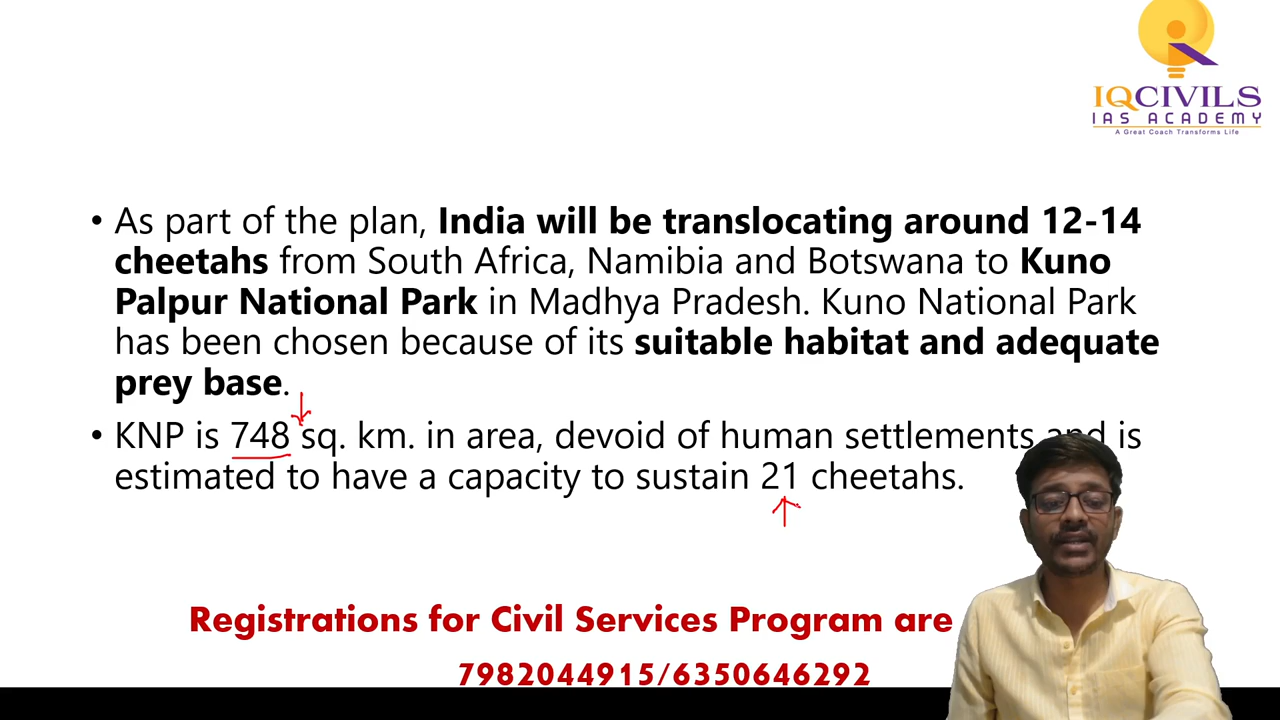 IQCIVILS
IAS ACADEMY
A Great Coach Transforms Life
• As part of the plan, India will be translocating around 12-14
cheetahs from South Africa, Namibia and Botswana to Kuno
Palpur National Park in Madhya Pradesh. Kuno National Park
has been chosen because of its suitable habitat and adequate
prey base.
• KNP is 748 sq. km. in area, devoid of human settlements and is
estimated to have a capacity to sustain 21 cheetahs.
Registrations for Civil Services Program are
7982044915/6350646292